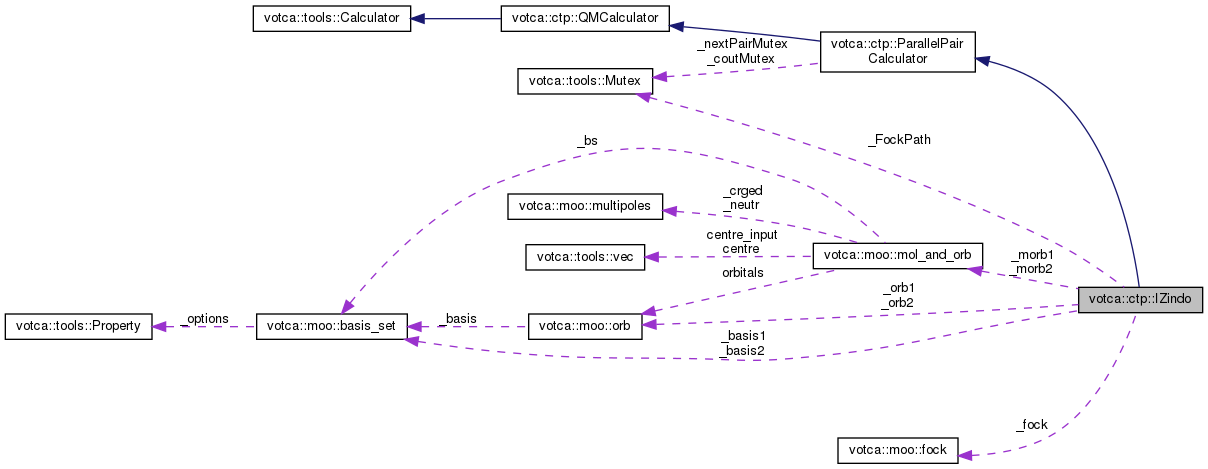 votca::tools::Calculator
votca::ctp::QMCalculator
votca::ctp::ParallelPair
Calculator
_nextPairMutex
_coutMutex
votca::tools::Mutex
_FockPath
_bs
_crged
_neutr
votca::moo::multipoles
centre_input
centre
votca::tools::vec
votca::moo::mol_and_orb
orbitals
_morb1
_morb2
votca::ctp::IZindo
_orb1
_orb2
votca::tools::Property
_options
votca::moo::basis_set
_basis
votca::moo::orb
_basis1
_basis2
_fock
votca::moo::fock